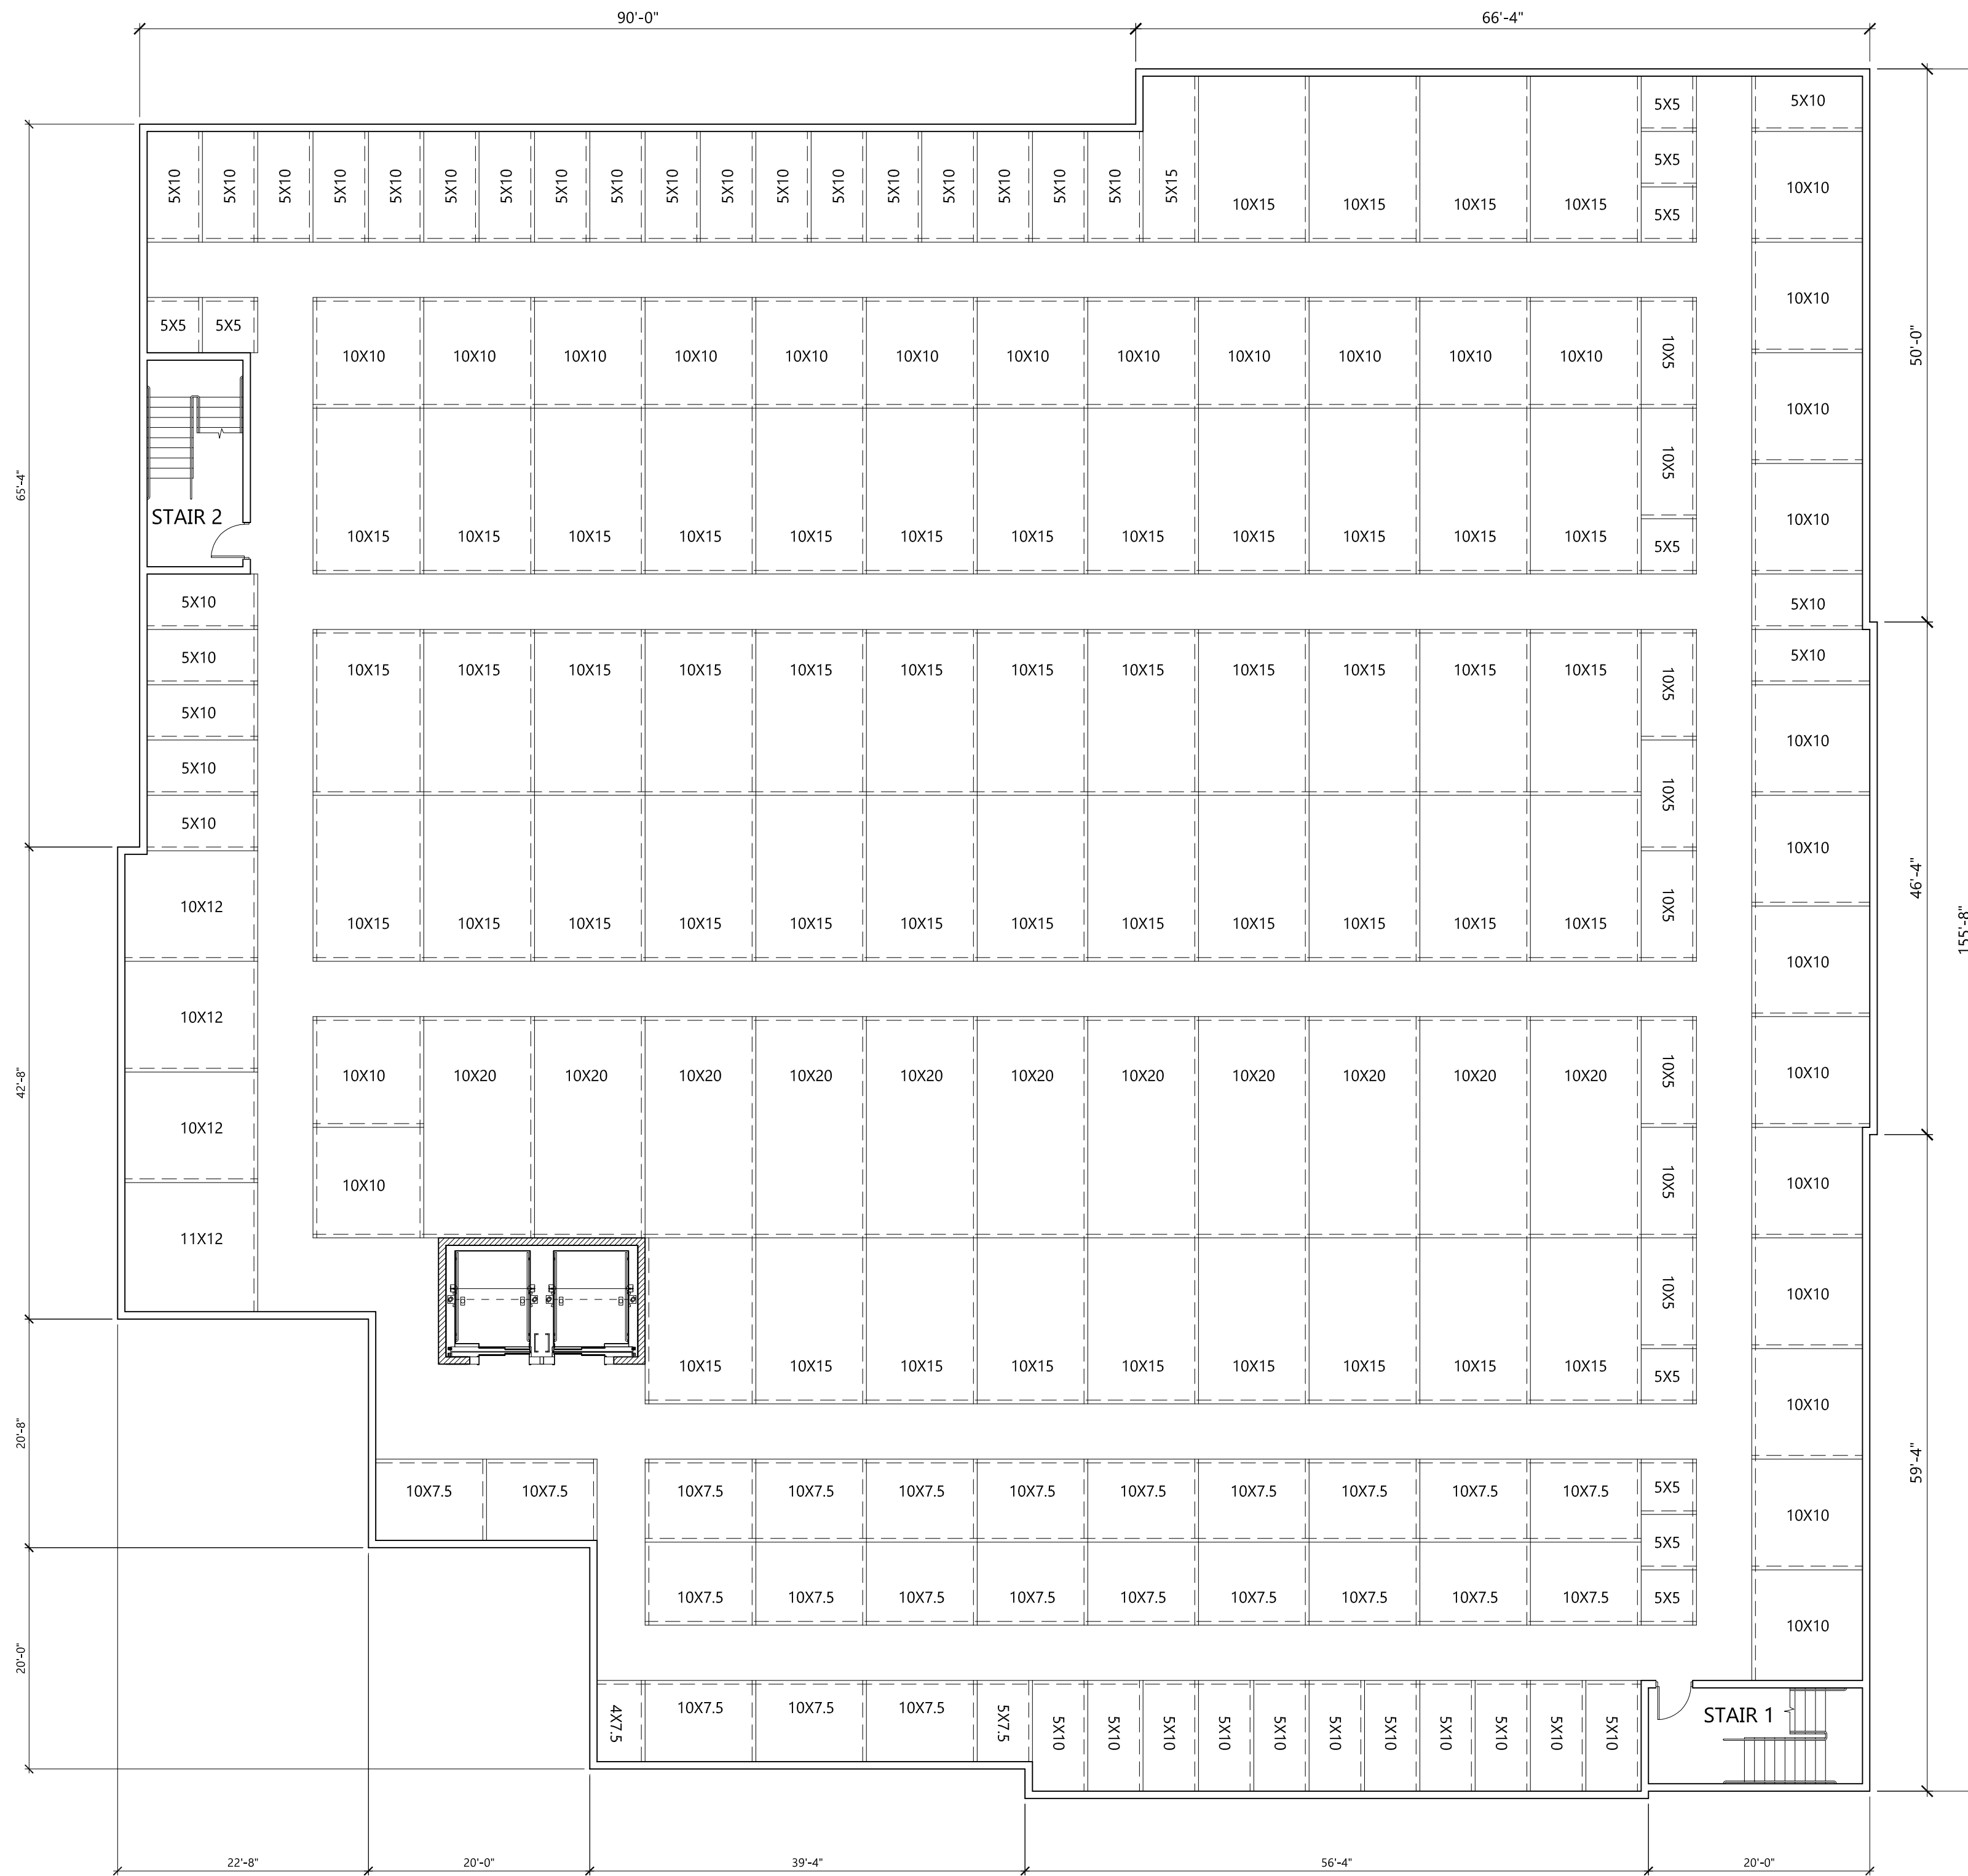 90'-0" 66'-4"
5X5 5X10
5X5
5X10 5X10 5X10 5X10 5X10 5X10 5X10 5X10 5X10 5X10 5X10 5X10 5X10 5X10 5X10 5X10 5X10 5X10 5X15 10X10
10X15 10X15 10X15 10X15 5X5
10X10
5X5 5X5
10X10 10X10 10X10 10X10 10X10 10X10 10X10 10X10 10X10 10X10 10X10 10X10 10X5 50'-0"
10X10
10X5
65'-4"
STAIR 2 10X10
10X15 10X15 10X15 10X15 10X15 10X15 10X15 10X15 10X15 10X15 10X15 10X15 5X5
5X10 5X10
5X10 5X10
10X15 10X15 10X15 10X15 10X15 10X15 10X15 10X15 10X15 10X15 10X15 10X15 10X5
5X10 10X10
5X10 10X5
5X10 10X10
46'-4"
10X12 10X15 10X15 10X15 10X15 10X15 10X15 10X15 10X15 10X15 10X15 10X15 10X15 10X5
155'-8"
10X10
10X12
42'-8" 10X10 10X20 10X20 10X20 10X20 10X20 10X20 10X20 10X20 10X20 10X20 10X20 10X5 10X10
10X12
10X10 10X5 10X10
11X12
10X5 10X10
10X15 10X15 10X15 10X15 10X15 10X15 10X15 10X15 10X15 5X5
10X10
20'-8" 59'-4"
10X7.5 10X7.5 10X7.5 10X7.5 10X7.5 10X7.5 10X7.5 10X7.5 10X7.5 10X7.5 10X7.5 5X5
10X10
5X5
10X7.5 10X7.5 10X7.5 10X7.5 10X7.5 10X7.5 10X7.5 10X7.5 10X7.5 5X5
10X10
20'-0"
4X7.5 10X7.5 10X7.5 10X7.5 5X7.5 5X10 5X10 5X10 5X10 5X10 5X10 5X10 5X10 5X10 5X10 5X10 STAIR 1
22'-8" 20'-0" 39'-4" 56'-4" 20'-0"